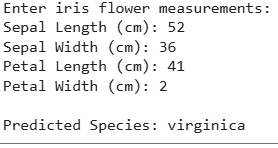 Enter iris flower measurements:
Sepal Length (cm): 52
Sepal Width (cm): 36
Petal Length (cm): 41
Petal Width (cm): 2
Predicted Species: virginica